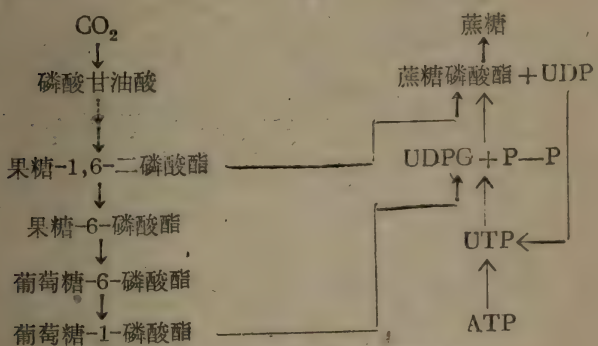 CO₂
磷酸甘油酸
果糖-1,6-二磷酸酯
果糖-6-磷酸酯
葡萄糖-6-磷酸酯
葡萄糖-1-磷酸酯
蔗糖
蔗糖磷酸酯+UDP
UDPG+P—P
UTP
ATP